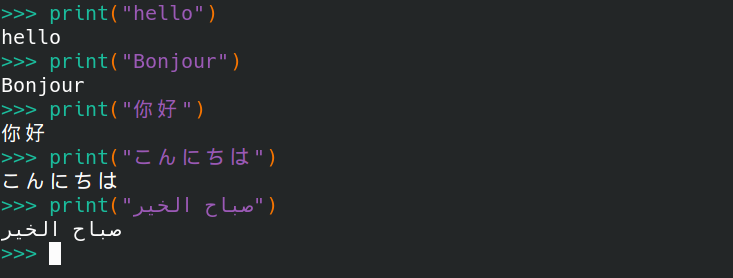 >>> print("hello")
hello
>>> print("Bonjour")
Bonjour
>>> print("你好")
你好
>>> print("こんにちは")
こんにちは
>>> print("صباح الخير")
صباح الخير
>>>